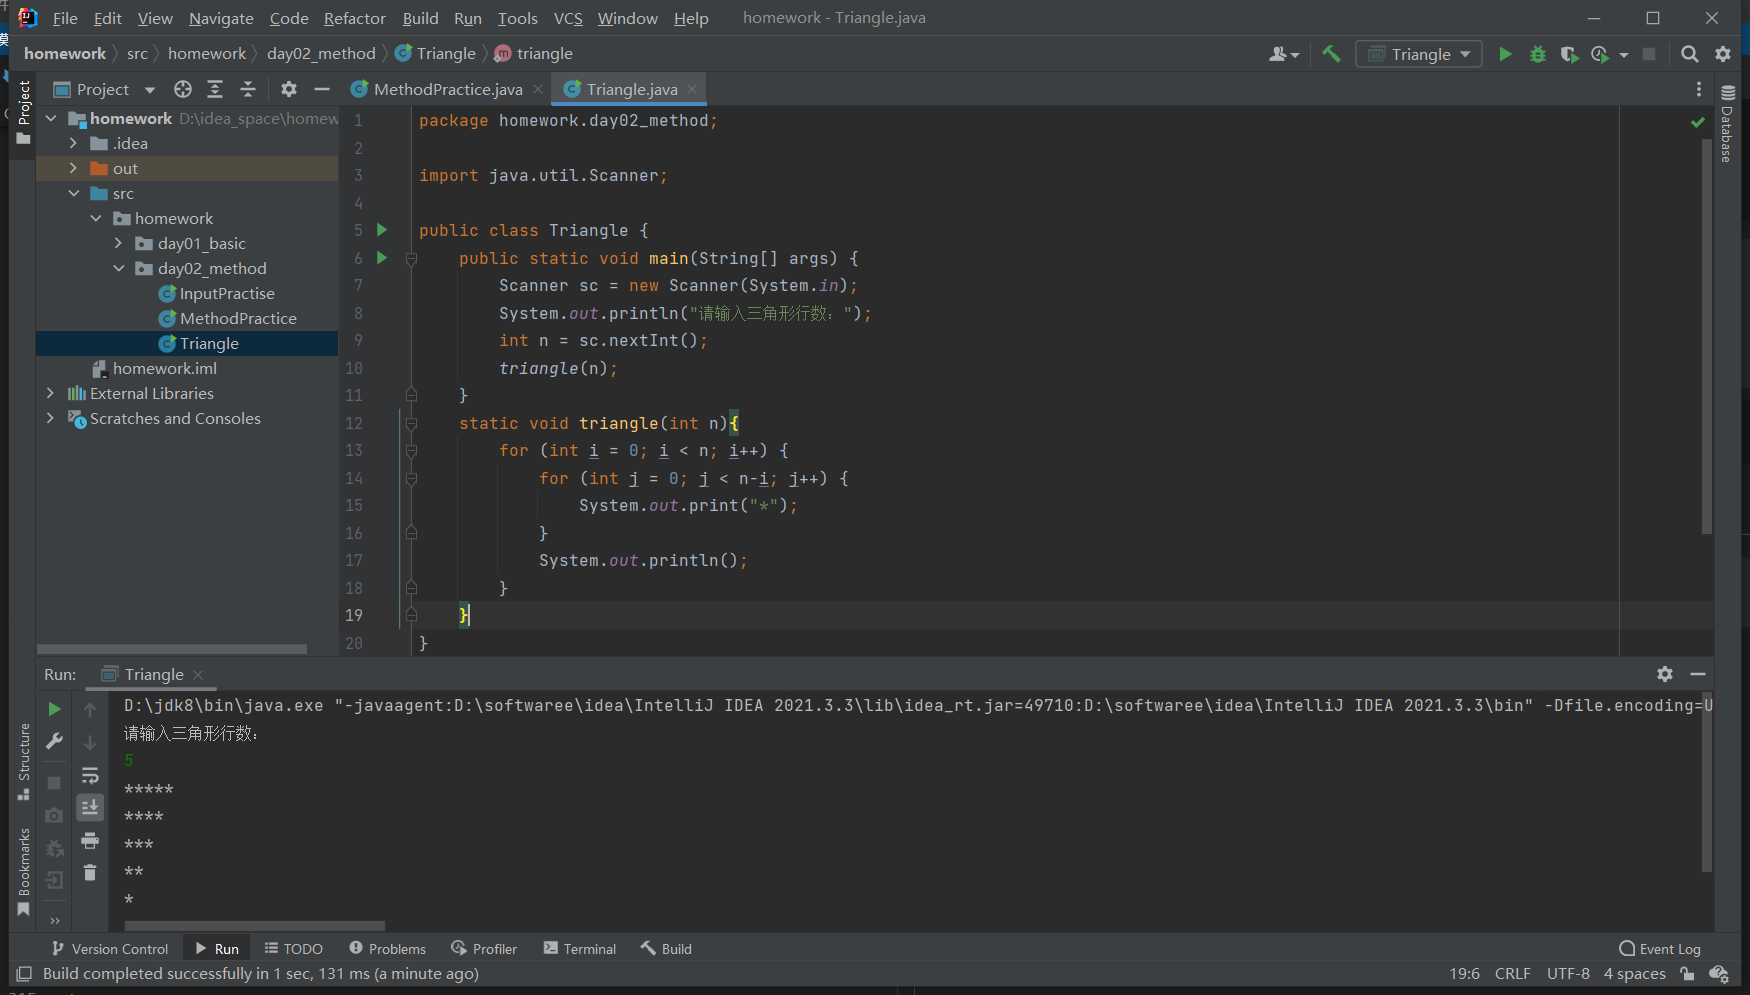 File Edit View Navigate Code Refactor Build Run Tools VCS Window Help homework - Triangle.java
homework src homework day02_method Triangle triangle
Triangle
Project
MethodPractice.java
Triangle.java
Project
homework D:\idea_space\homew
.idea
out
src
homework
day01_basic
day02_method
InputPractise
MethodPractice
Triangle
homework.iml
External Libraries
Scratches and Consoles
1 package homework.day02_method;
2
3 import java.util.Scanner;
4
5 public class Triangle {
6 public static void main(String[] args) {
7 Scanner sc = new Scanner(System.in);
8 System.out.println("请输入三角形行数：");
9 int n = sc.nextInt();
10 triangle(n);
11 }
12 static void triangle(int n){
13 for (int i = 0; i < n; i++) {
14 for (int j = 0; j < n-i; j++) {
15 System.out.print("*");
16 }
17 System.out.println();
18 }
19 }
20 }
Database
Run: Triangle
D:\jdk8\bin\java.exe "-javaagent:D:\softwaree\idea\IntelliJ IDEA 2021.3.3\lib\idea_rt.jar=49710:D:\softwaree\idea\IntelliJ IDEA 2021.3.3\bin" -Dfile.encoding=U
请输入三角形行数：
5
*****
****
***
**
*
Structure
Bookmarks
Version Control Run TODO Problems Profiler Terminal Build Event Log
Build completed successfully in 1 sec, 131 ms (a minute ago) 19:6 CRLF UTF-8 4 spaces